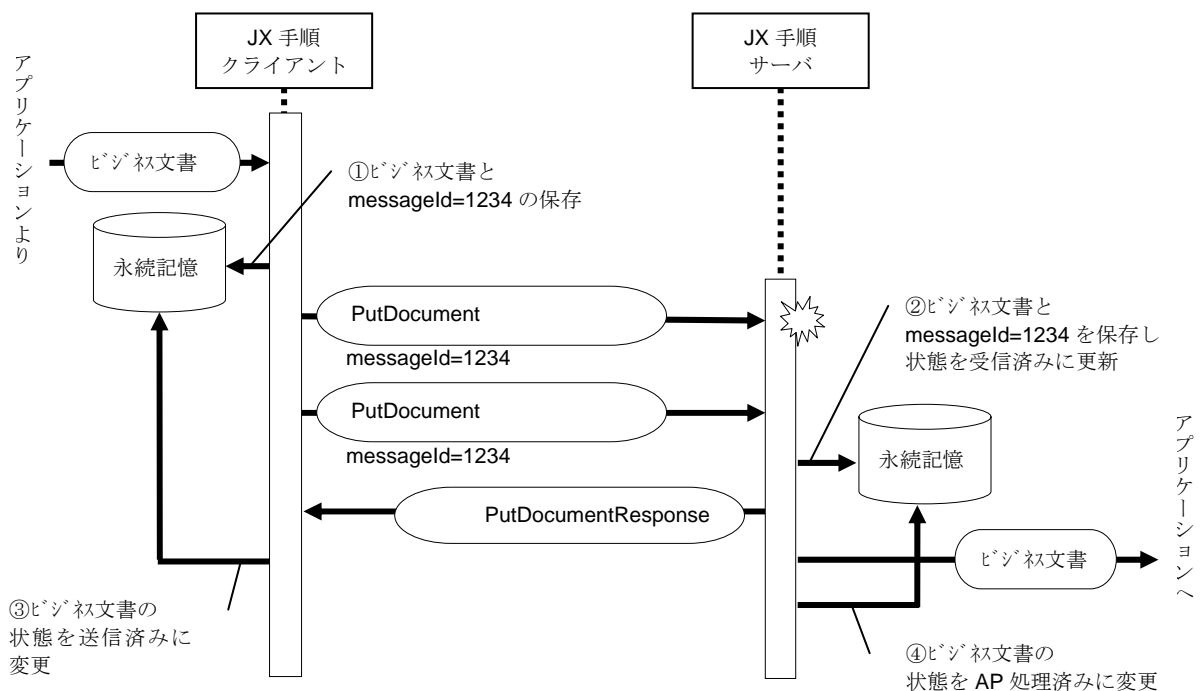 JX 手順
クライアント
JX 手順
サーバ
アプリケーションより
ﾋﾞｼﾞﾈｽ文書
①ﾋﾞｼﾞﾈｽ文書と
messageId=1234 の保存
永続記憶
PutDocument
messageId=1234
②ﾋﾞｼﾞﾈｽ文書と
messageId=1234 を保存し
状態を受信済みに更新
PutDocument
messageId=1234
永続記憶
アプリケーションへ
PutDocumentResponse
ﾋﾞｼﾞﾈｽ文書
③ﾋﾞｼﾞﾈｽ文書の
状態を送信済みに
変更
④ﾋﾞｼﾞﾈｽ文書の
状態を AP 処理済みに変更